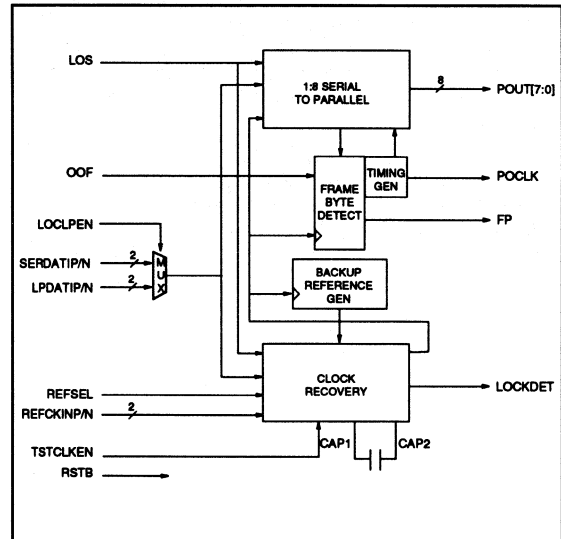 LOS
1:8 SERIAL
TO PARALLEL
8
POUT[7:0]
OOF
FRAME
BYTE
DETECT
TIMING
GEN
POCLK
FP
LOCLPEN
SERDATIP/N
2
LPDATIP/N
2
MUX
BACKUP
REFERENCE
GEN
CLOCK
RECOVERY
LOCKDET
REFSEL
REFCKINP/N
2
TSTCLKEN
CAP1
CAP2
RSTB